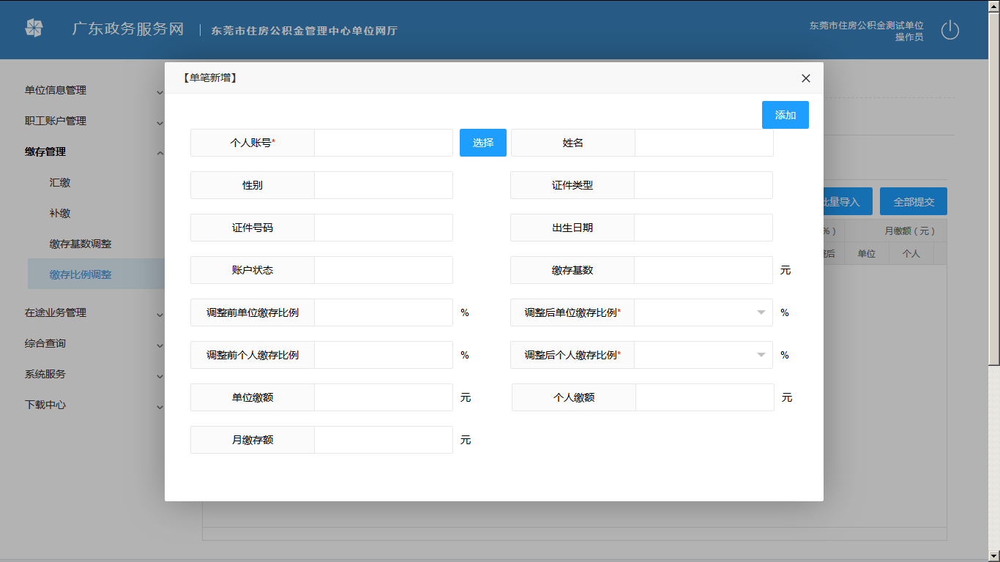 广东政务服务网
东莞市住房公积金管理中心单位网厅
东莞市住房公积金测试单位
操作员
单位信息管理
职工账户管理
缴存管理
汇缴
补缴
缴存基数调整
缴存比例调整
在途业务管理
综合查询
系统服务
下载中心
【单笔新增】
添加
个人账号*
选择
姓名
性别
证件类型
证件号码
出生日期
账户状态
缴存基数
元
调整前单位缴存比例
%
调整后单位缴存比例*
%
调整前个人缴存比例
%
调整后个人缴存比例*
%
单位缴额
元
个人缴额
元
月缴存额
元
量导入
全部提交
%）
月缴额（元）
后
单位
个人